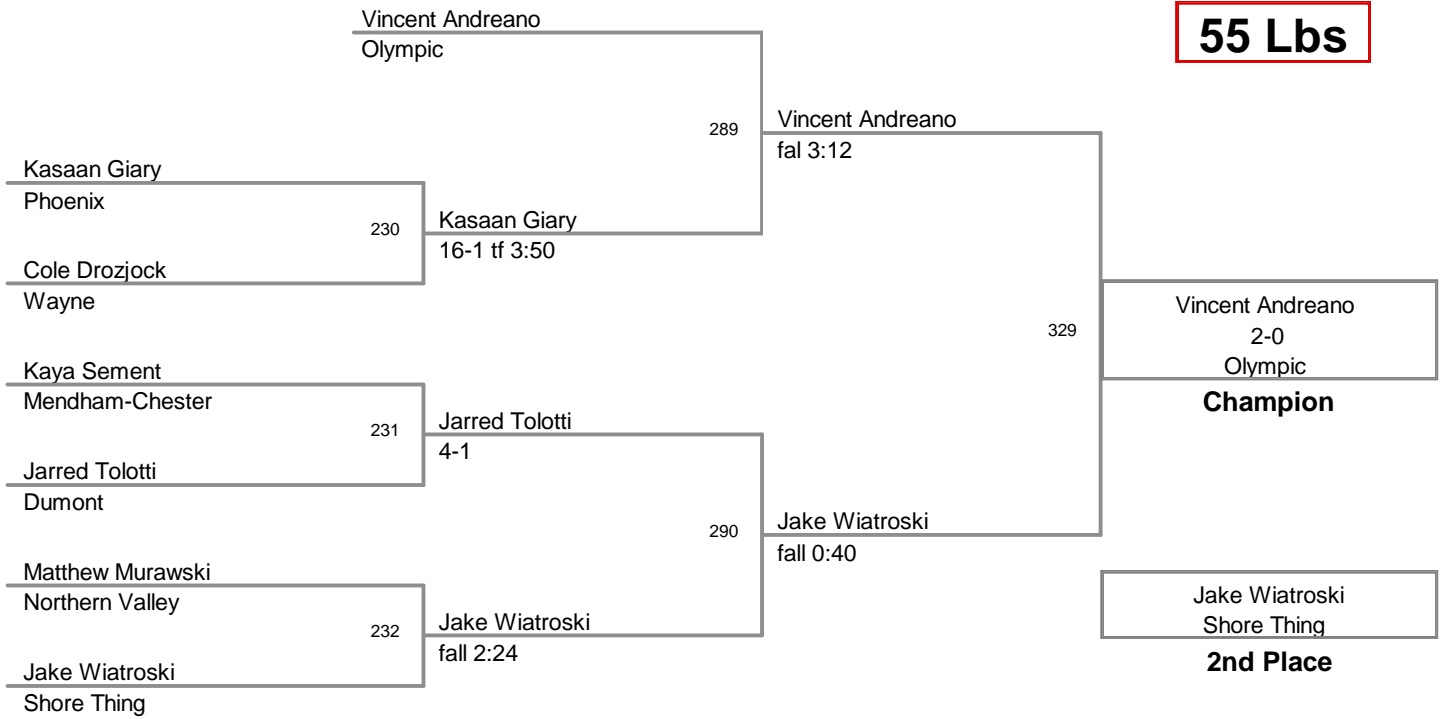 Vincent Andreano
Olympic
55 Lbs
289
Vincent Andreano
fal 3:12
Kasaan Giary
Phoenix
230
Kasaan Giary
16-1 tf 3:50
Cole Drozjock
Wayne
329
Vincent Andreano
2-0
Olympic
Champion
Kaya Sement
Mendham-Chester
231
Jarred Tolotti
4-1
Jarred Tolotti
Dumont
290
Jake Wiatroski
fall 0:40
Matthew Murawski
Northern Valley
232
Jake Wiatroski
fall 2:24
Jake Wiatroski
Shore Thing
2nd Place
Jake Wiatroski
Shore Thing